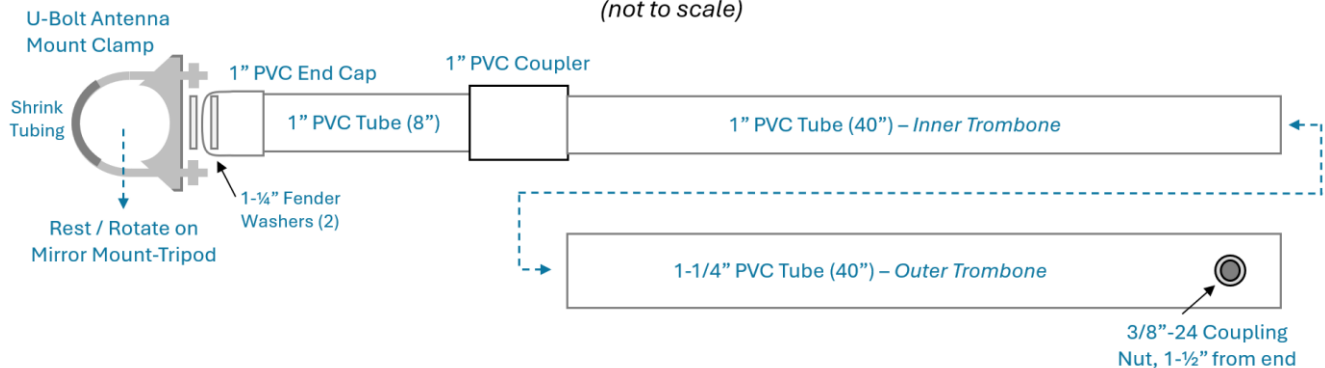 (not to scale)
U-Bolt Antenna
Mount Clamp
1” PVC End Cap
1” PVC Coupler
Shrink
Tubing
1” PVC Tube (8”)
1” PVC Tube (40”) – Inner Trombone
1-¼” Fender
Washers (2)
Rest / Rotate on
Mirror Mount-Tripod
1-1/4” PVC Tube (40”) – Outer Trombone
3/8”-24 Coupling
Nut, 1-½” from end